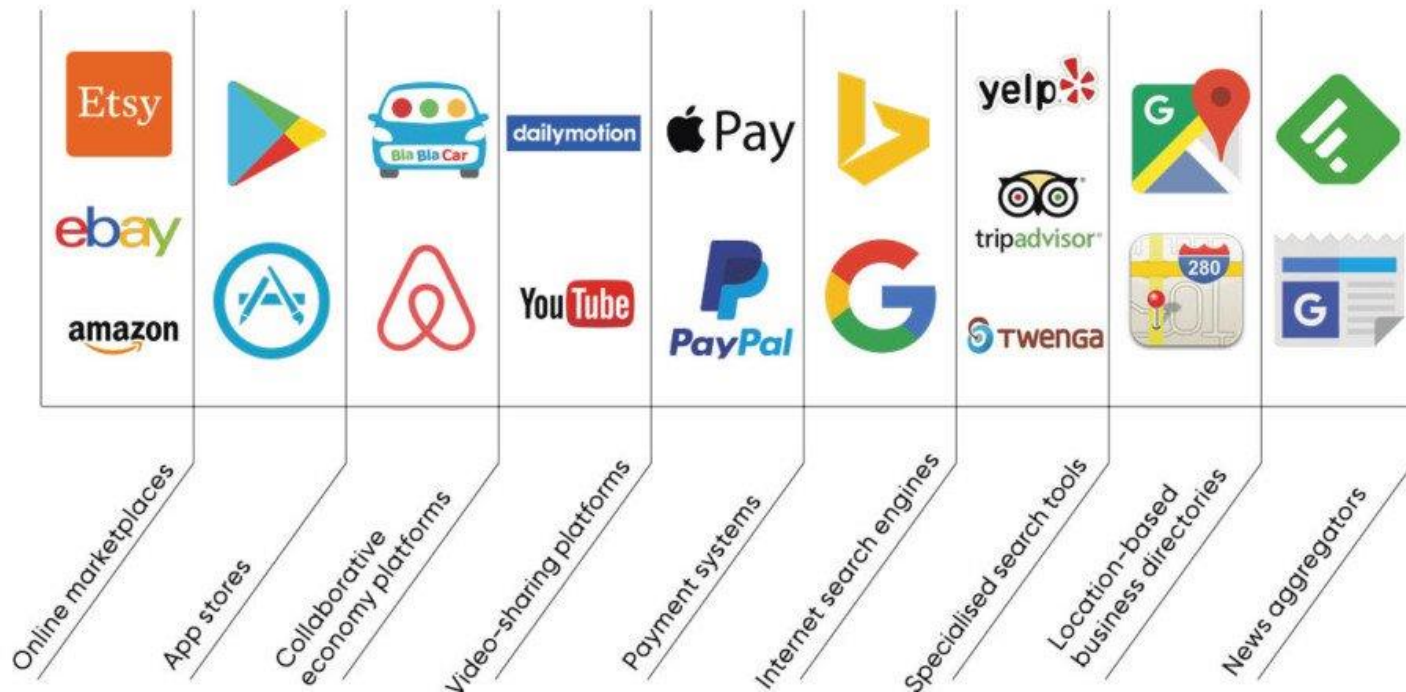 Etsy
ebay
amazon
Bla Bla Car
dailymotion
YouTube
Pay
PayPal
G
yelp
tripadvisor®
TWENGA
G
280
G
Online marketplaces
App stores
Collaborative
economy platforms
Video-sharing platforms
Payment systems
Internet search engines
Specialised search tools
Location-based
business directories
News aggregators